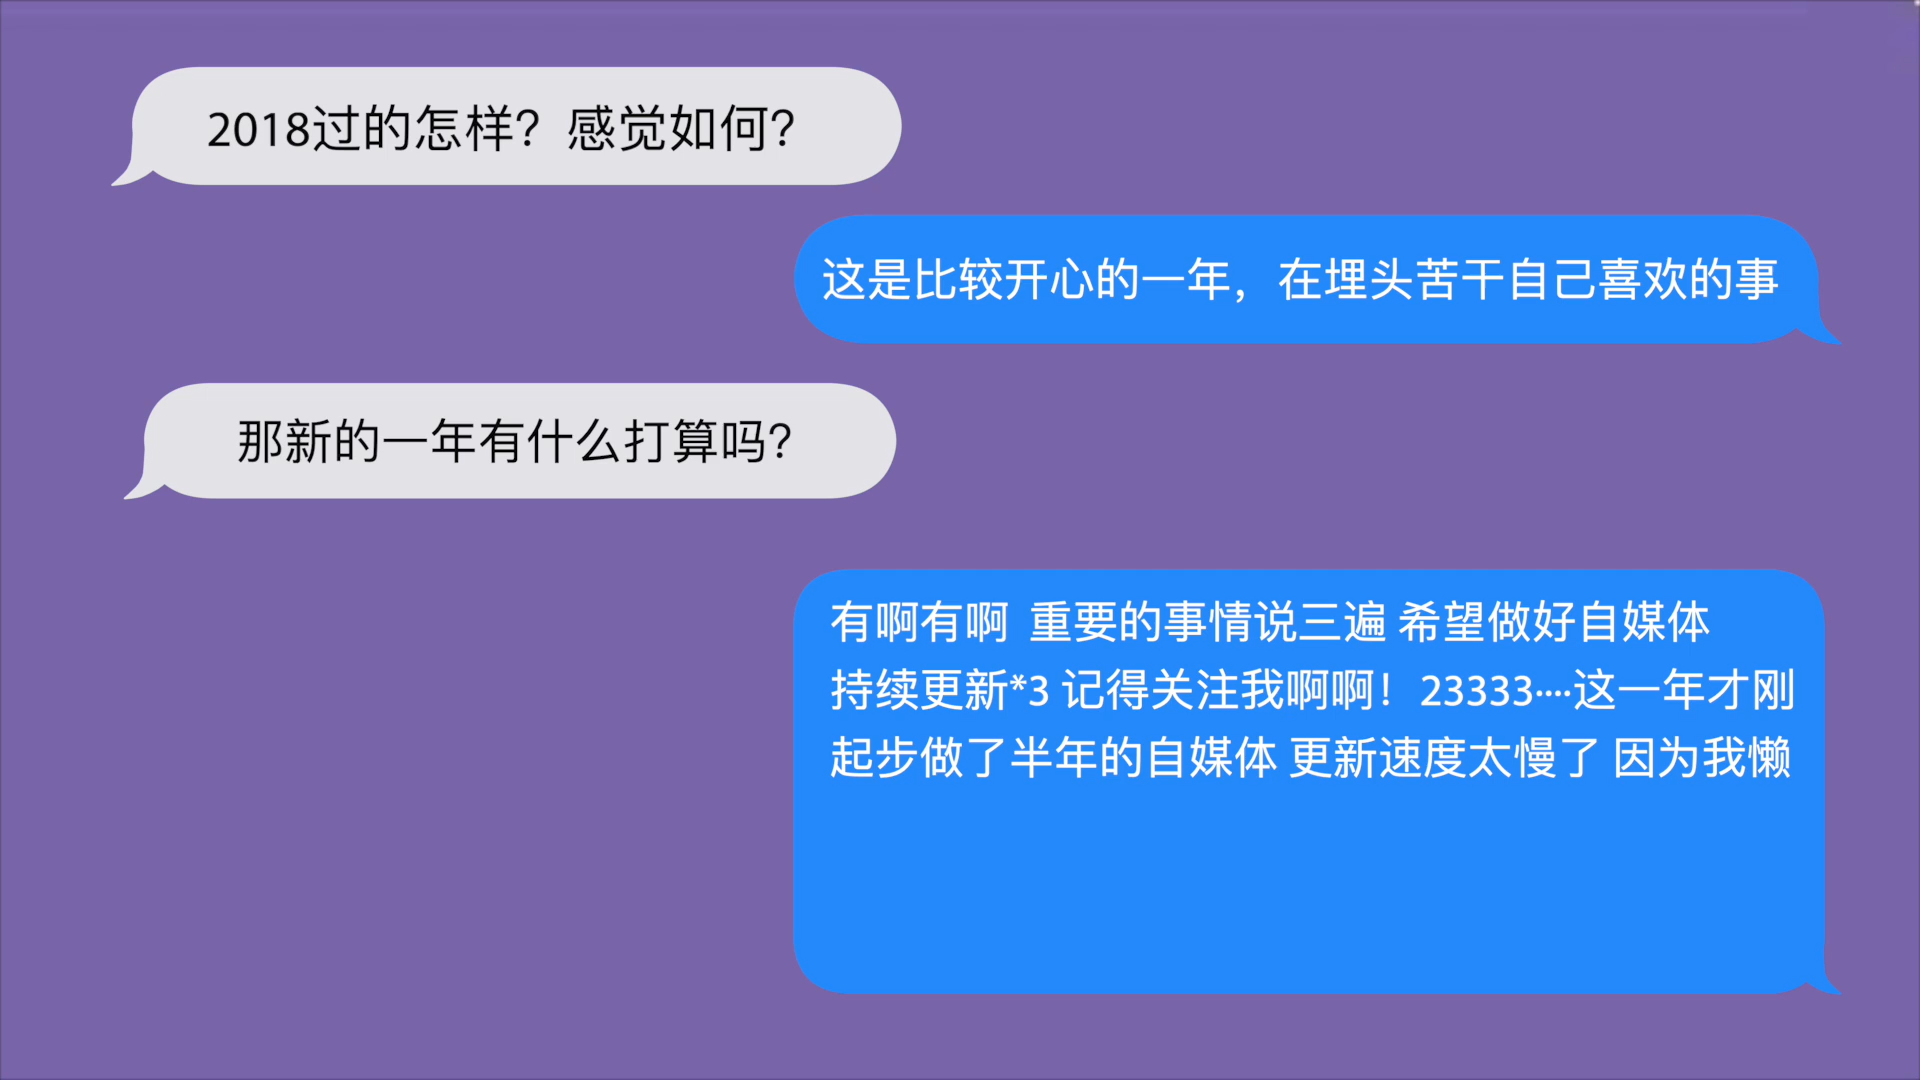 2018过的怎样？感觉如何？
这是比较开心的一年，在埋头苦干自己喜欢的事
那新的一年有什么打算吗？
有啊有啊 重要的事情说三遍 希望做好自媒体
持续更新*3 记得关注我啊啊！23333····这一年才刚
起步做了半年的自媒体 更新速度太慢了 因为我懒